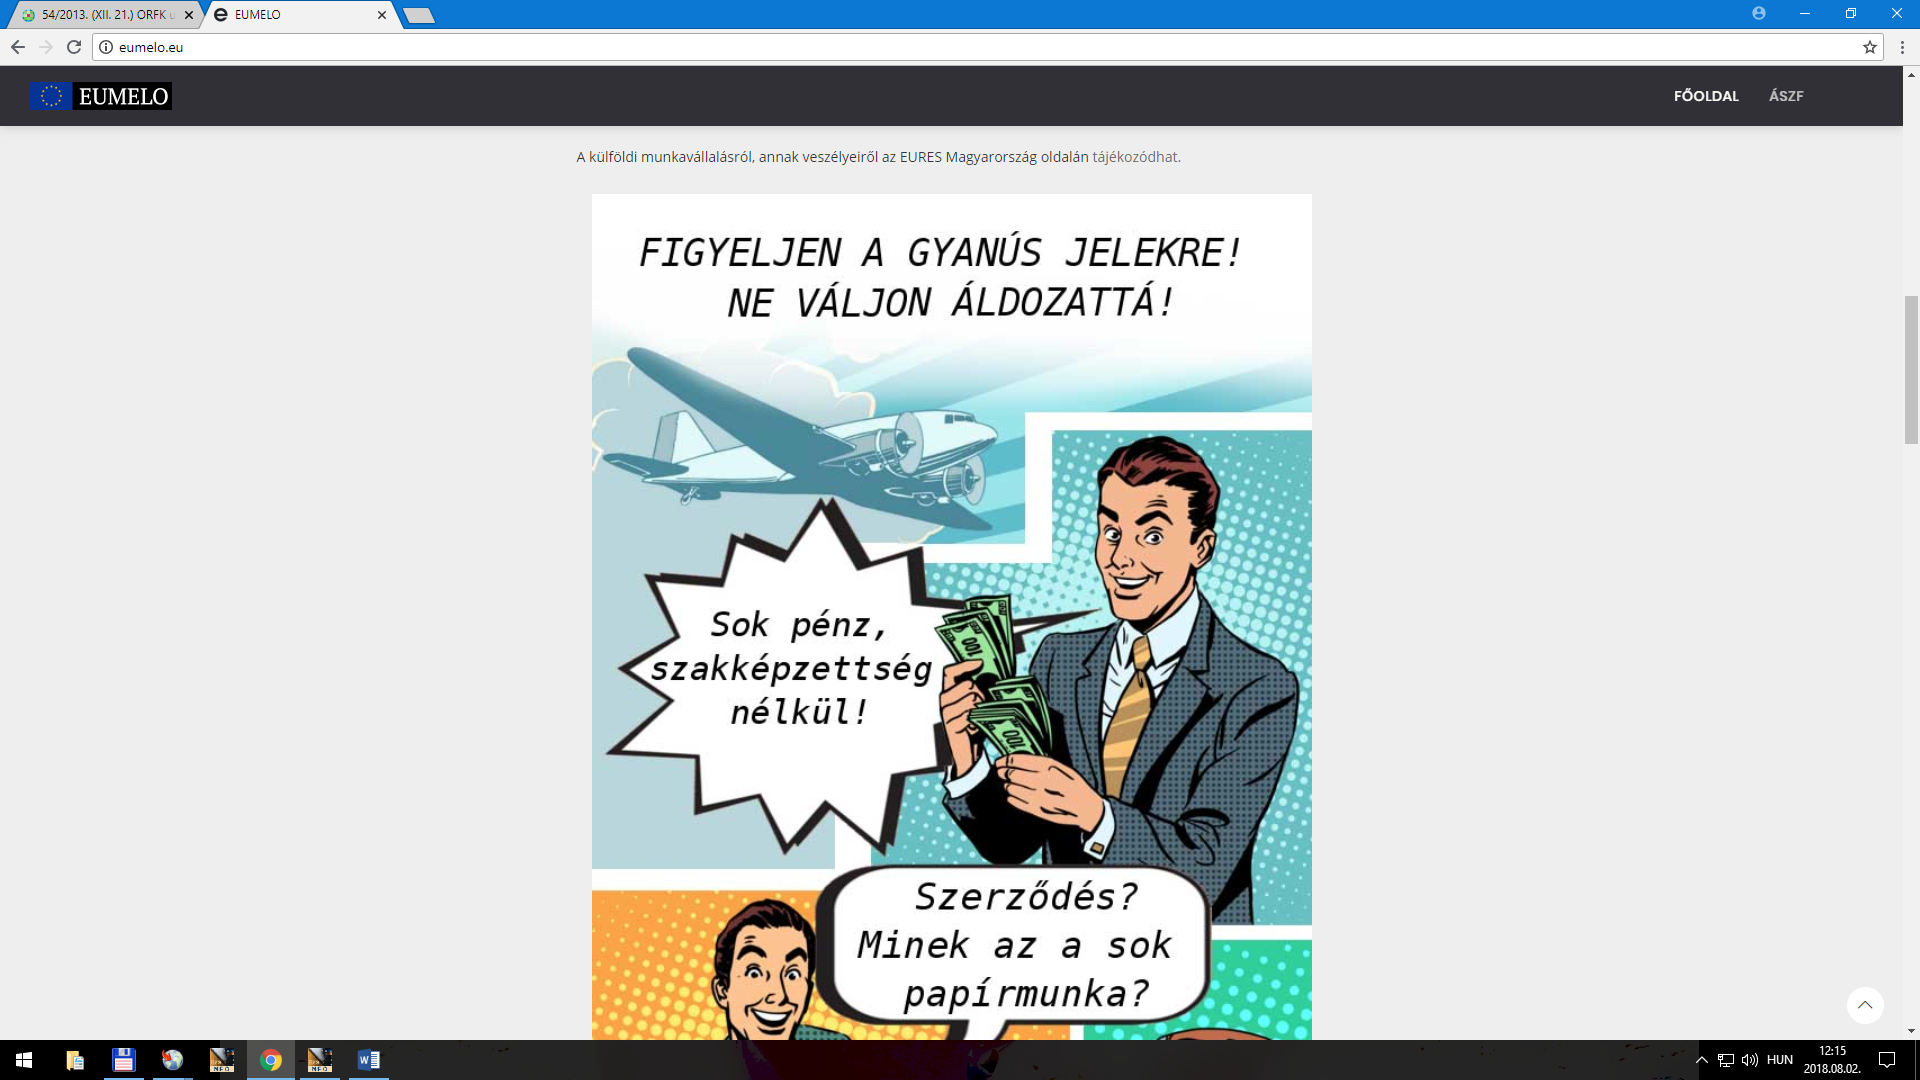 54/2013. (XII. 21.) ORFK u
EUMELO
eumelo.eu
EUMELO
FŐOLDAL
ÁSZF
A külföldi munkavállalásról, annak veszélyeiről az EURES Magyarország oldalán tájékozódhat.
FIGYELJEN A GYANÚS JELEKRE!
NE VÁLJON ÁLDOZATTÁ!
Sok pénz,
szakképzettség
nélkül!
100
100
Szerződés?
Minek az a sok
papírmunka?
HUN
12:15
2018.08.02.